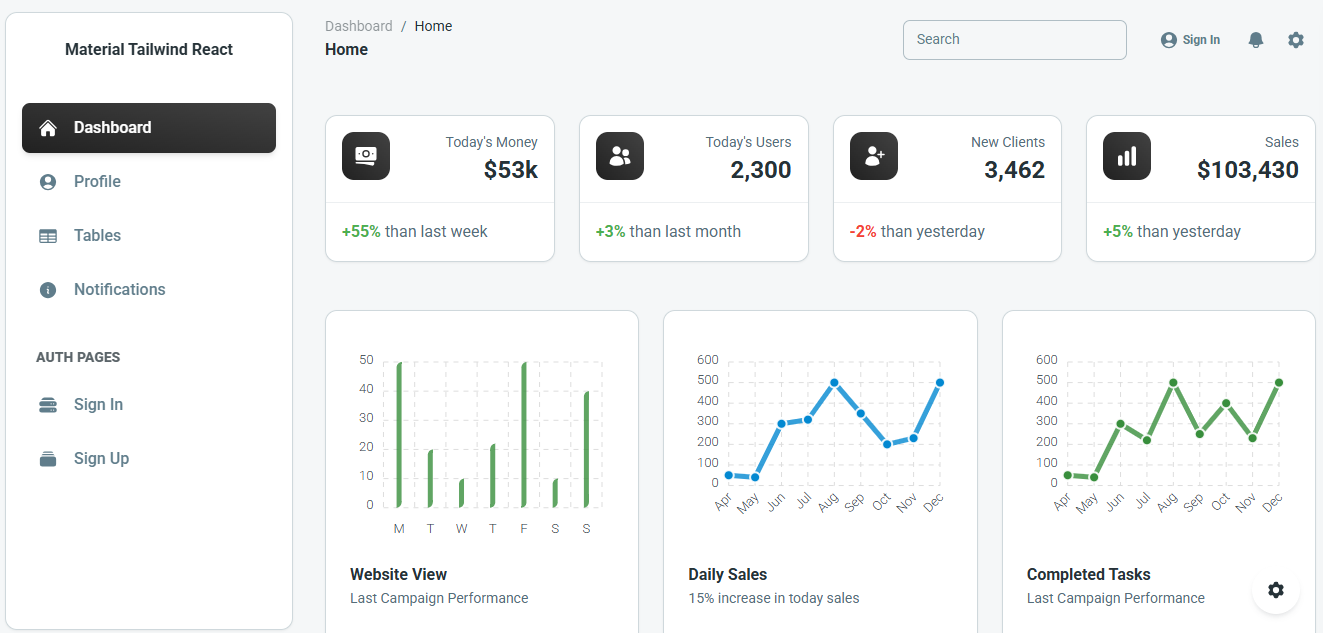 Material Tailwind React
Dashboard
Profile
Tables
Notifications
AUTH PAGES
Sign In
Sign Up
Dashboard / Home
Home
Search
Sign In
Today's Money
$53k
+55% than last week
Today's Users
2,300
+3% than last month
New Clients
3,462
-2% than yesterday
Sales
$103,430
+5% than yesterday
50
40
30
20
10
0
M T W T F S S
Website View
Last Campaign Performance
600
500
400
300
200
100
0
Apr May Jun Jul Aug Sep Oct Nov Dec
Daily Sales
15% increase in today sales
600
500
400
300
200
100
0
Apr May Jun Jul Aug Sep Oct Nov Dec
Completed Tasks
Last Campaign Performance